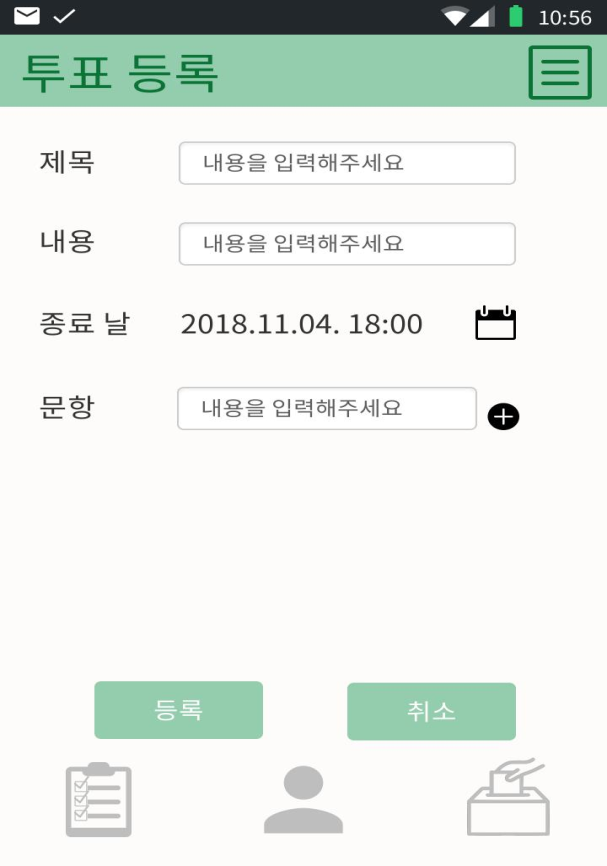 10:56
투표 등록
제목 내용을 입력해주세요
내용 내용을 입력해주세요
종료 날 2018.11.04. 18:00
문항 내용을 입력해주세요
등록 취소